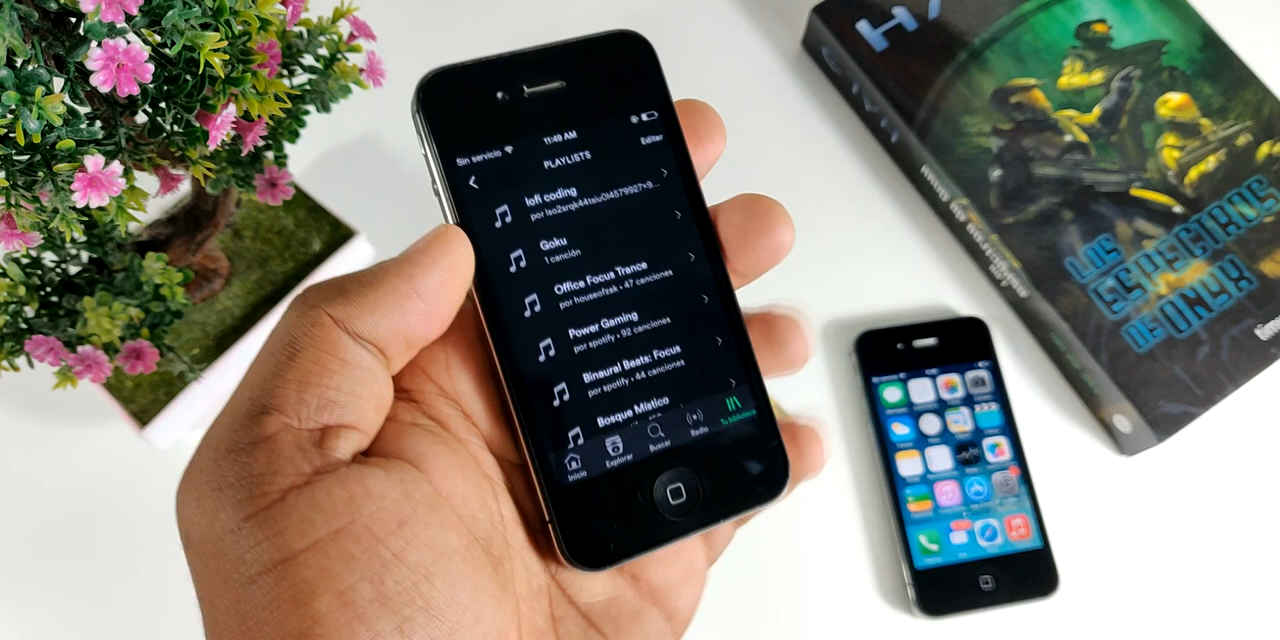 Sin servicio
11:49 AM
PLAYLISTS
Editar
lofi coding
Goku
1 canción
Office Focus Trance
por houseofzak • 47 canciones
Power Gaming
por spotify • 92 canciones
Binaural Beats: Focus
por spotify • 44 canciones
Bosque Místico
Inicio
Explorar
Buscar
Radio
Tu biblioteca
LOS
ESPECTROS
DE ONYX